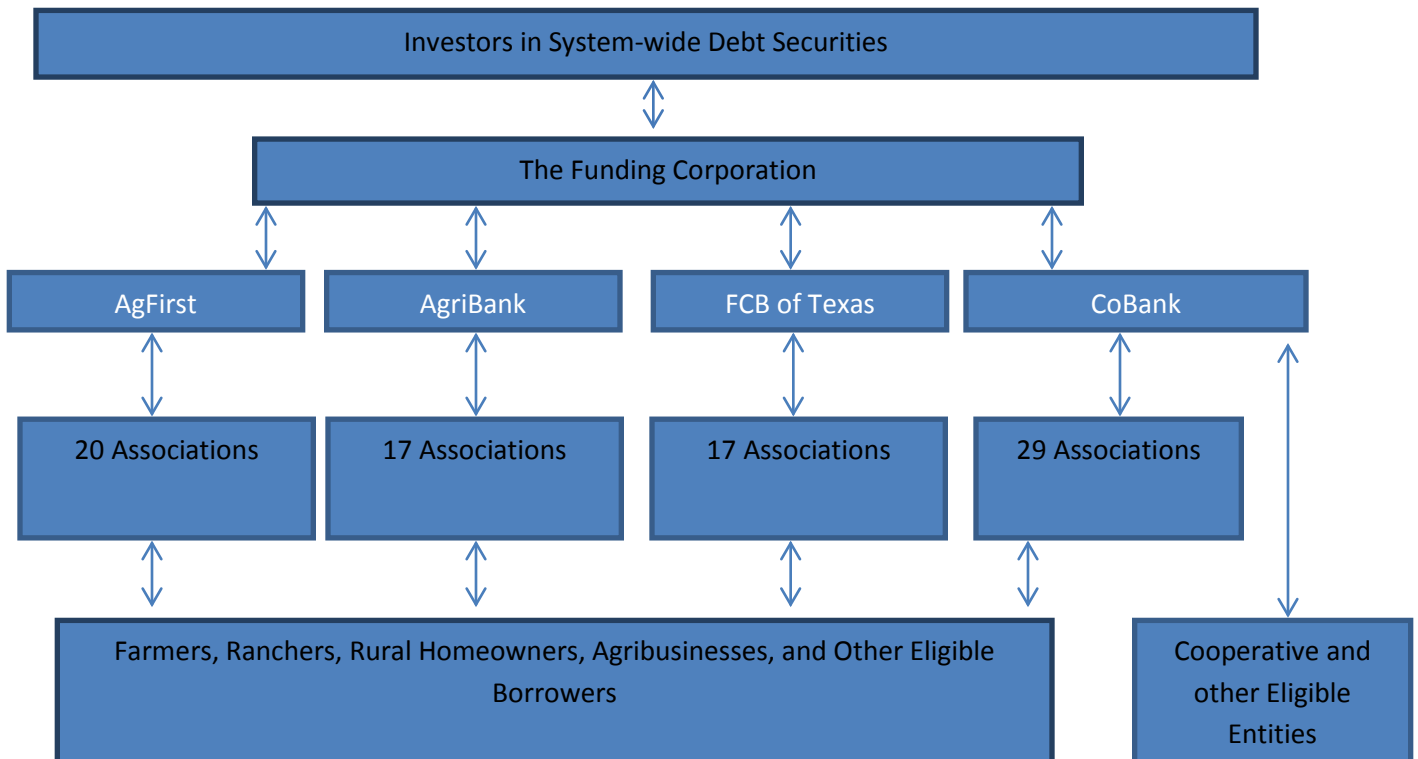 Investors in System-wide Debt Securities
The Funding Corporation
AgFirst
AgriBank
FCB of Texas
CoBank
20 Associations
17 Associations
17 Associations
29 Associations
Farmers, Ranchers, Rural Homeowners, Agribusinesses, and Other Eligible
Borrowers
Cooperative and
other Eligible
Entities